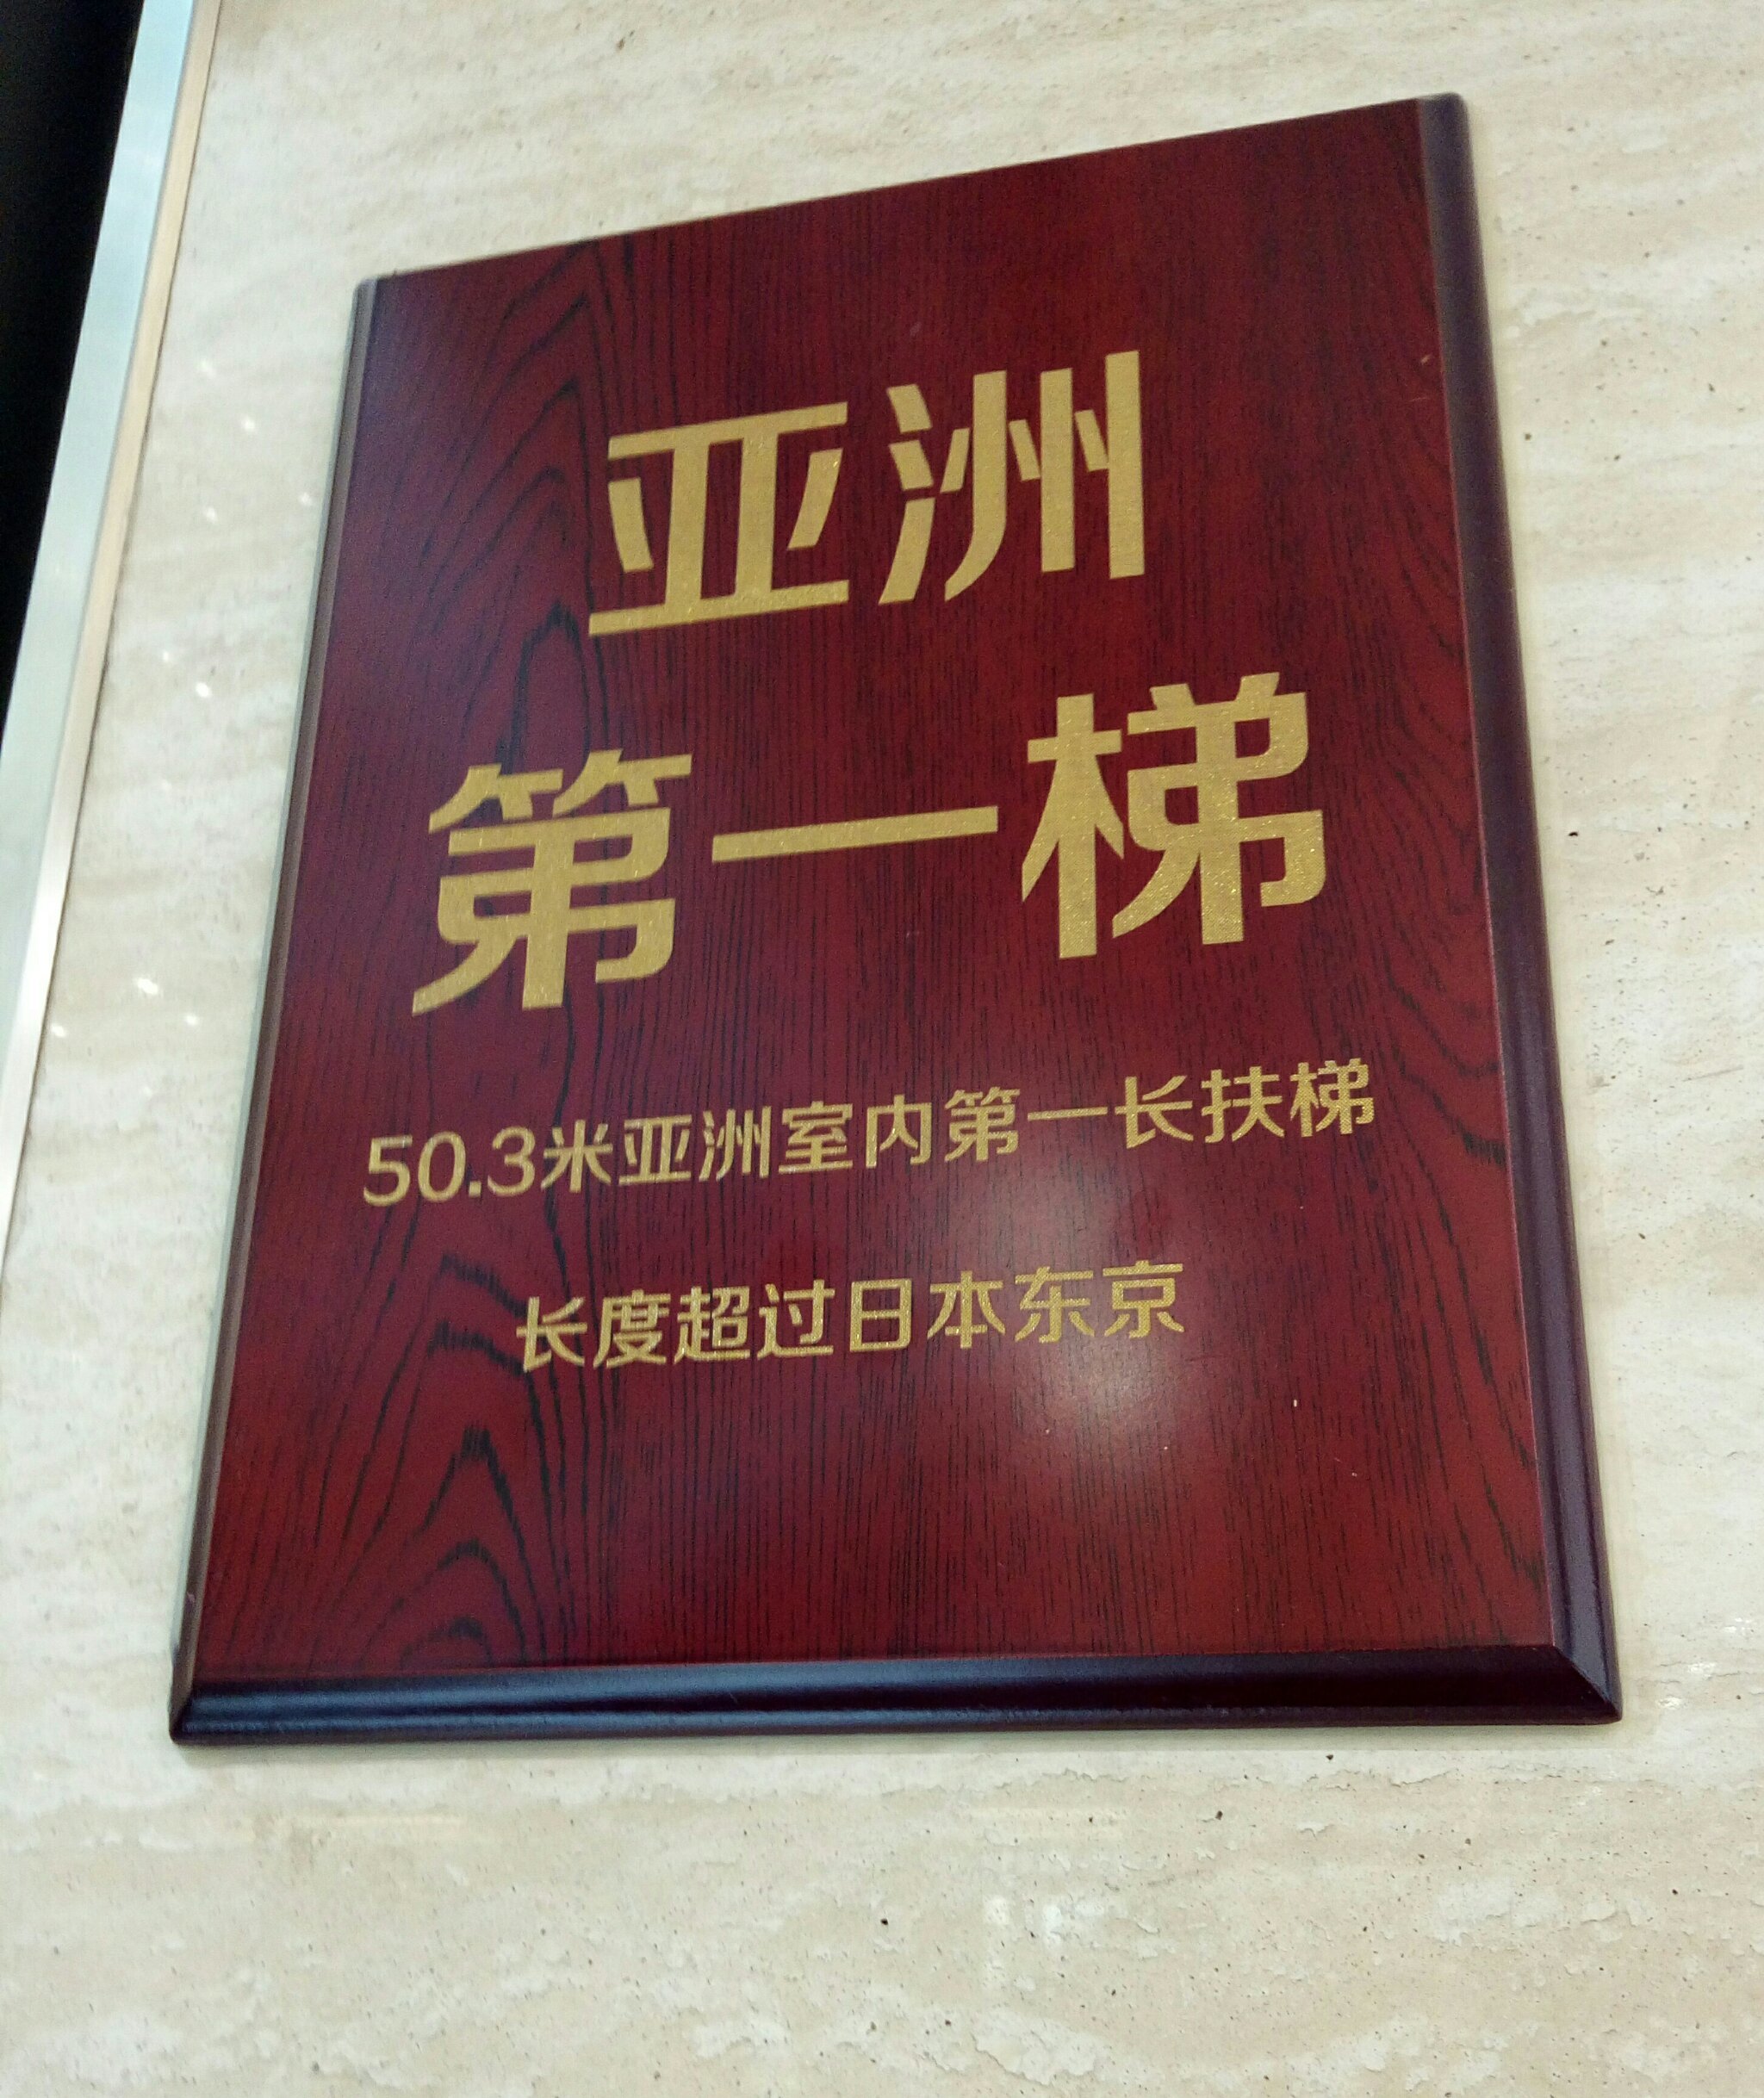 亚洲
第一梯
50.3米亚洲室内第一长扶梯
长度超过日本东京